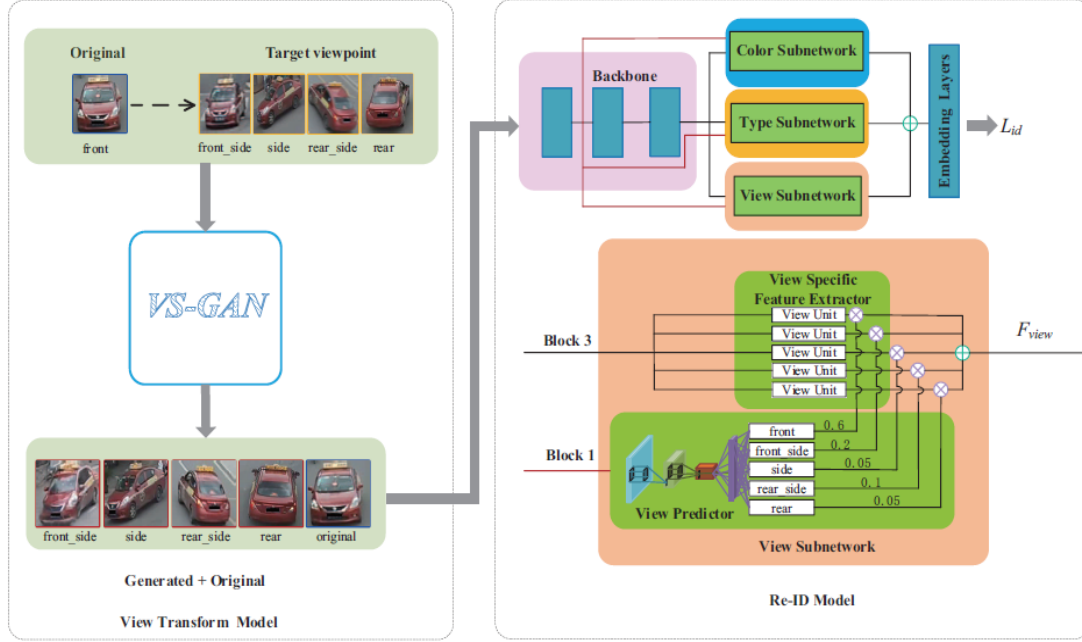 Original
Target viewpoint
front
front_side
side
rear_side
rear
VS-GAN
front_side
side
rear_side
rear
original
Generated + Original
View Transform Model
Backbone
Color Subnetwork
Type Subnetwork
View Subnetwork
Embedding Layers
L_id
View Specific
Feature Extractor
View Unit
View Unit
View Unit
View Unit
View Unit
Block 3
F_view
Block 1
View Predictor
front
front_side
side
rear_side
rear
0.6
0.2
0.05
0.1
0.05
View Subnetwork
Re-ID Model